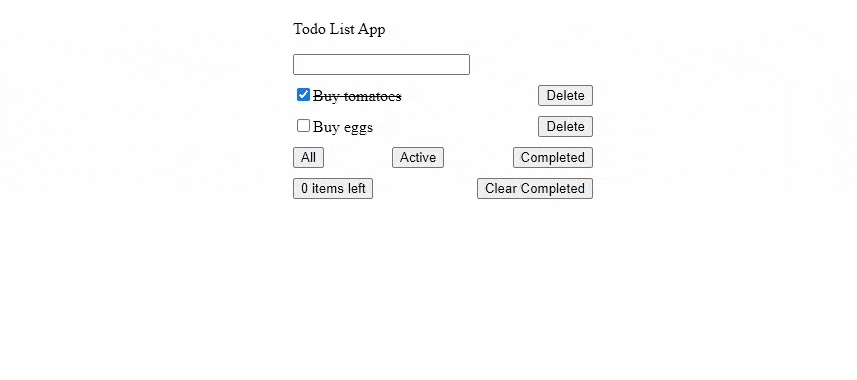 Todo List App
Buy tomatoes Delete
Buy eggs Delete
All Active Completed
0 items left Clear Completed